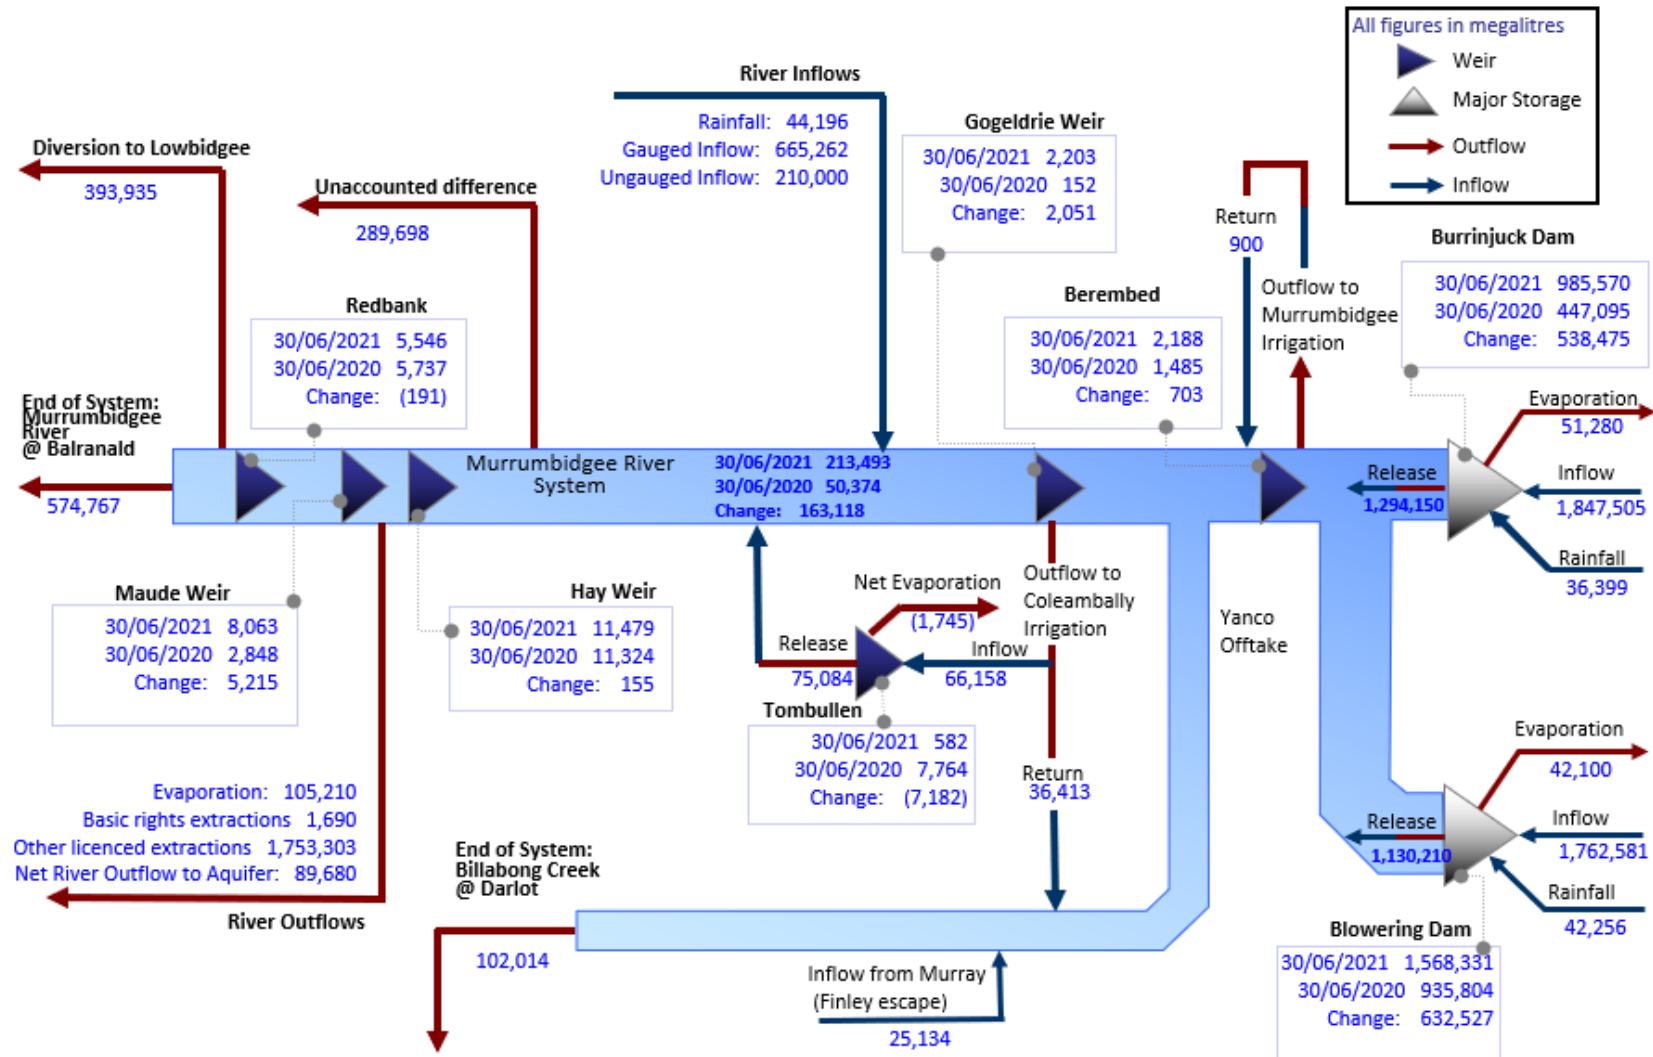 All figures in megalitres
Weir
Major Storage
Outflow
Inflow
River Inflows
Rainfall: 44,196
Gauged Inflow: 665,262
Ungauged Inflow: 210,000
Gogeldrie Weir
30/06/2021 2,203
30/06/2020 152
Change: 2,051
Diversion to Lowbidgee
393,935
Unaccounted difference
289,698
Return
900
Outflow to
Murrumbidgee
Irrigation
Burrinjuck Dam
30/06/2021 985,570
30/06/2020 447,095
Change: 538,475
Redbank
30/06/2021 5,546
30/06/2020 5,737
Change: (191)
Berembed
30/06/2021 2,188
30/06/2020 1,485
Change: 703
End of System:
Murrumbidgee
River
@ Balranald
574,767
Murrumbidgee River
System
30/06/2021 213,493
30/06/2020 50,374
Change: 163,118
Release
1,294,150
Evaporation
51,280
Inflow
1,847,505
Rainfall
36,399
Maude Weir
30/06/2021 8,063
30/06/2020 2,848
Change: 5,215
Hay Weir
30/06/2021 11,479
30/06/2020 11,324
Change: 155
Net Evaporation
(1,745)
Release
75,084
Inflow
66,158
Outflow to
Coleambally
Irrigation
Yanco
Offtake
Tombullen
30/06/2021 582
30/06/2020 7,764
Change: (7,182)
Return
36,413
Evaporation: 105,210
Basic rights extractions 1,690
Other licenced extractions 1,753,303
Net River Outflow to Aquifer: 89,680
River Outflows
End of System:
Billabong Creek
@ Darlot
102,014
Inflow from Murray
(Finley escape)
25,134
Evaporation
42,100
Release
1,130,210
Inflow
1,762,581
Rainfall
42,256
Blowering Dam
30/06/2021 1,568,331
30/06/2020 935,804
Change: 632,527